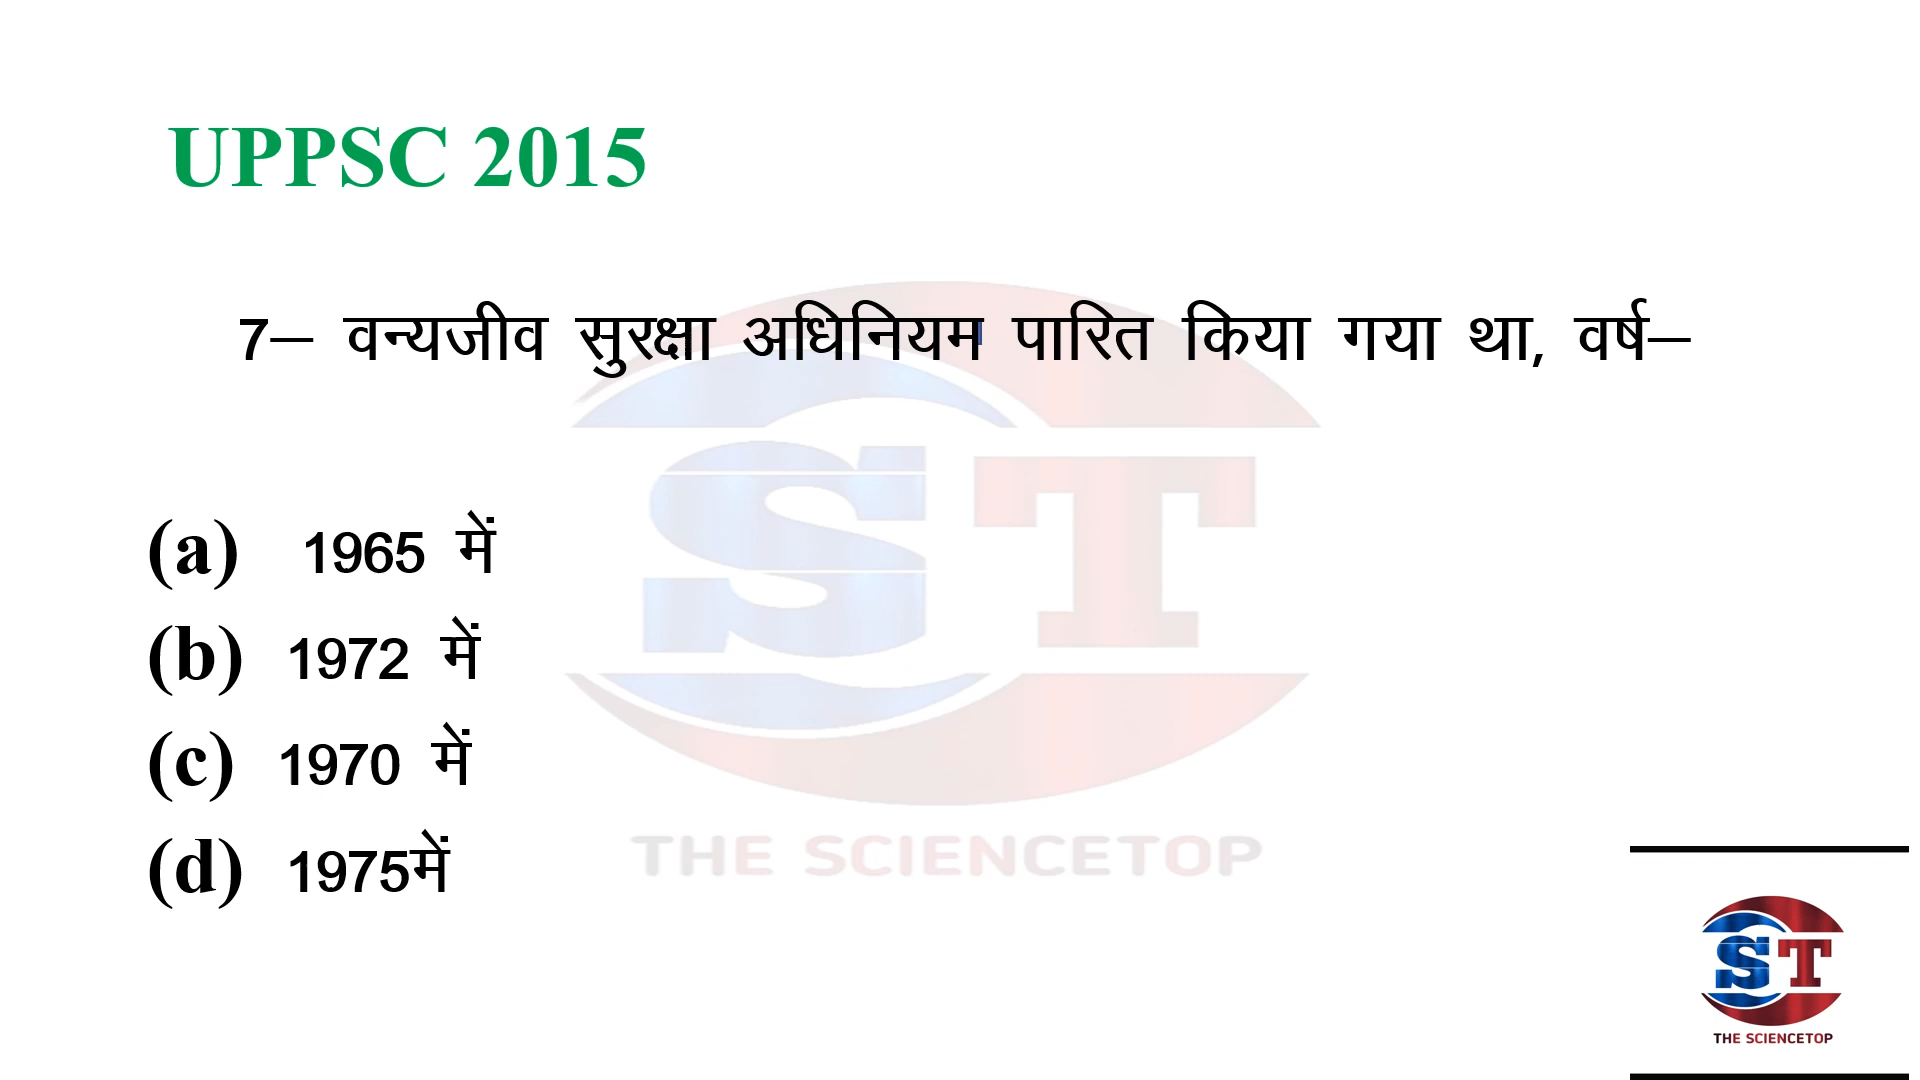 UPPSC 2015
7– वन्यजीव सुरक्षा अधिनियम पारित किया गया था, वर्ष–
(a) 1965 में
(b) 1972 में
(c) 1970 में
(d) 1975में
ST
THE SCIENCETOP
ST
THE SCIENCETOP